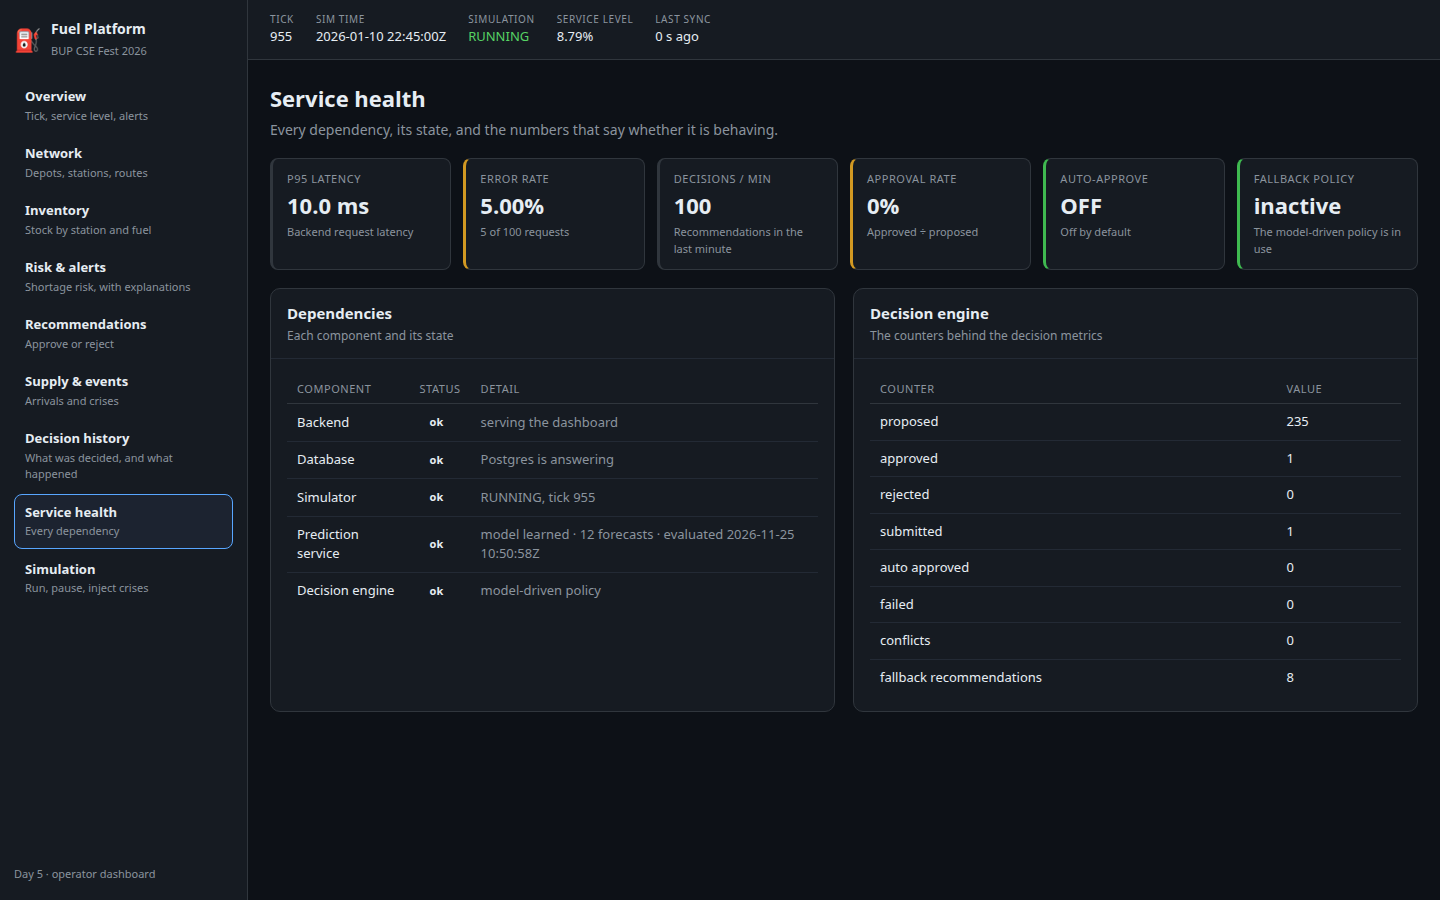 Fuel Platform
BUP CSE Fest 2026
Overview
Tick, service level, alerts
Network
Depots, stations, routes
Inventory
Stock by station and fuel
Risk & alerts
Shortage risk, with explanations
Recommendations
Approve or reject
Supply & events
Arrivals and crises
Decision history
What was decided, and what
happened
Service health
Every dependency
Simulation
Run, pause, inject crises
Day 5 · operator dashboard
TICK SIM TIME SIMULATION SERVICE LEVEL LAST SYNC
955 2026-01-10 22:45:00Z RUNNING 8.79% 0 s ago
Service health
Every dependency, its state, and the numbers that say whether it is behaving.
P95 LATENCY
10.0 ms
Backend request latency
ERROR RATE
5.00%
5 of 100 requests
DECISIONS / MIN
100
Recommendations in the
last minute
APPROVAL RATE
0%
Approved ÷ proposed
AUTO-APPROVE
OFF
Off by default
FALLBACK POLICY
inactive
The model-driven policy is in
use
Dependencies
Each component and its state
COMPONENT STATUS DETAIL
Backend ok serving the dashboard
Database ok Postgres is answering
Simulator ok RUNNING, tick 955
Prediction
service ok model learned · 12 forecasts · evaluated 2026-11-25
10:50:58Z
Decision engine ok model-driven policy
Decision engine
The counters behind the decision metrics
COUNTER VALUE
proposed 235
approved 1
rejected 0
submitted 1
auto approved 0
failed 0
conflicts 0
fallback recommendations 8